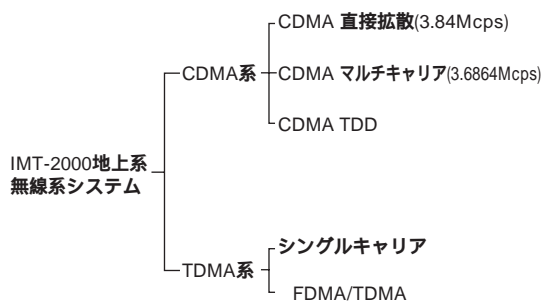 CDMA 直接拡散(3.84Mcps)
CDMA系
CDMA マルチキャリア(3.6864Mcps)
CDMA TDD
IMT-2000地上系
無線系システム
シングルキャリア
TDMA系
FDMA/TDMA